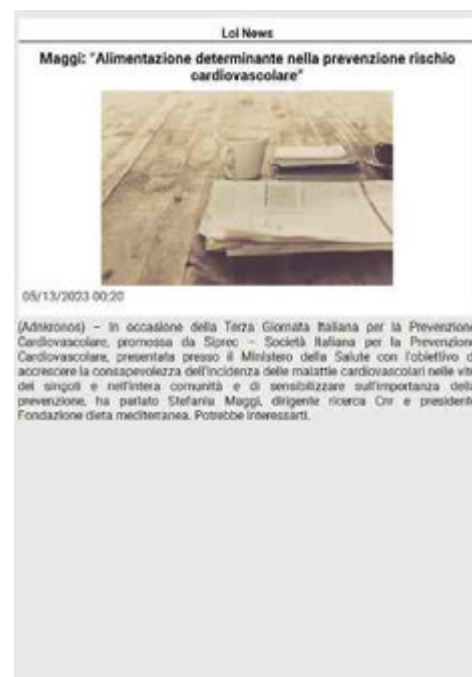 Lol News
Maggi: "Alimentazione determinante nella prevenzione rischio
cardiovascolare"
05/13/2023 00:20
(Adnkronos) – In occasione della Terza Giornata Italiana per la Prevenzione
Cardiovascolare, promossa da Siprec – Società Italiana per la Prevenzione
Cardiovascolare, presentata presso il Ministero della Salute con l'obiettivo d
accrescere la consapevolezza dell'incidenza delle malattie cardiovascolari nelle vite
dei singoli e nell'intera comunità e di sensibilizzare sull'importanza della
prevenzione, ha parlato Stefania Maggi, dirigente ricerca Cnr e presidente
Fondazione dieta mediterranea. Potrebbe interessarti.